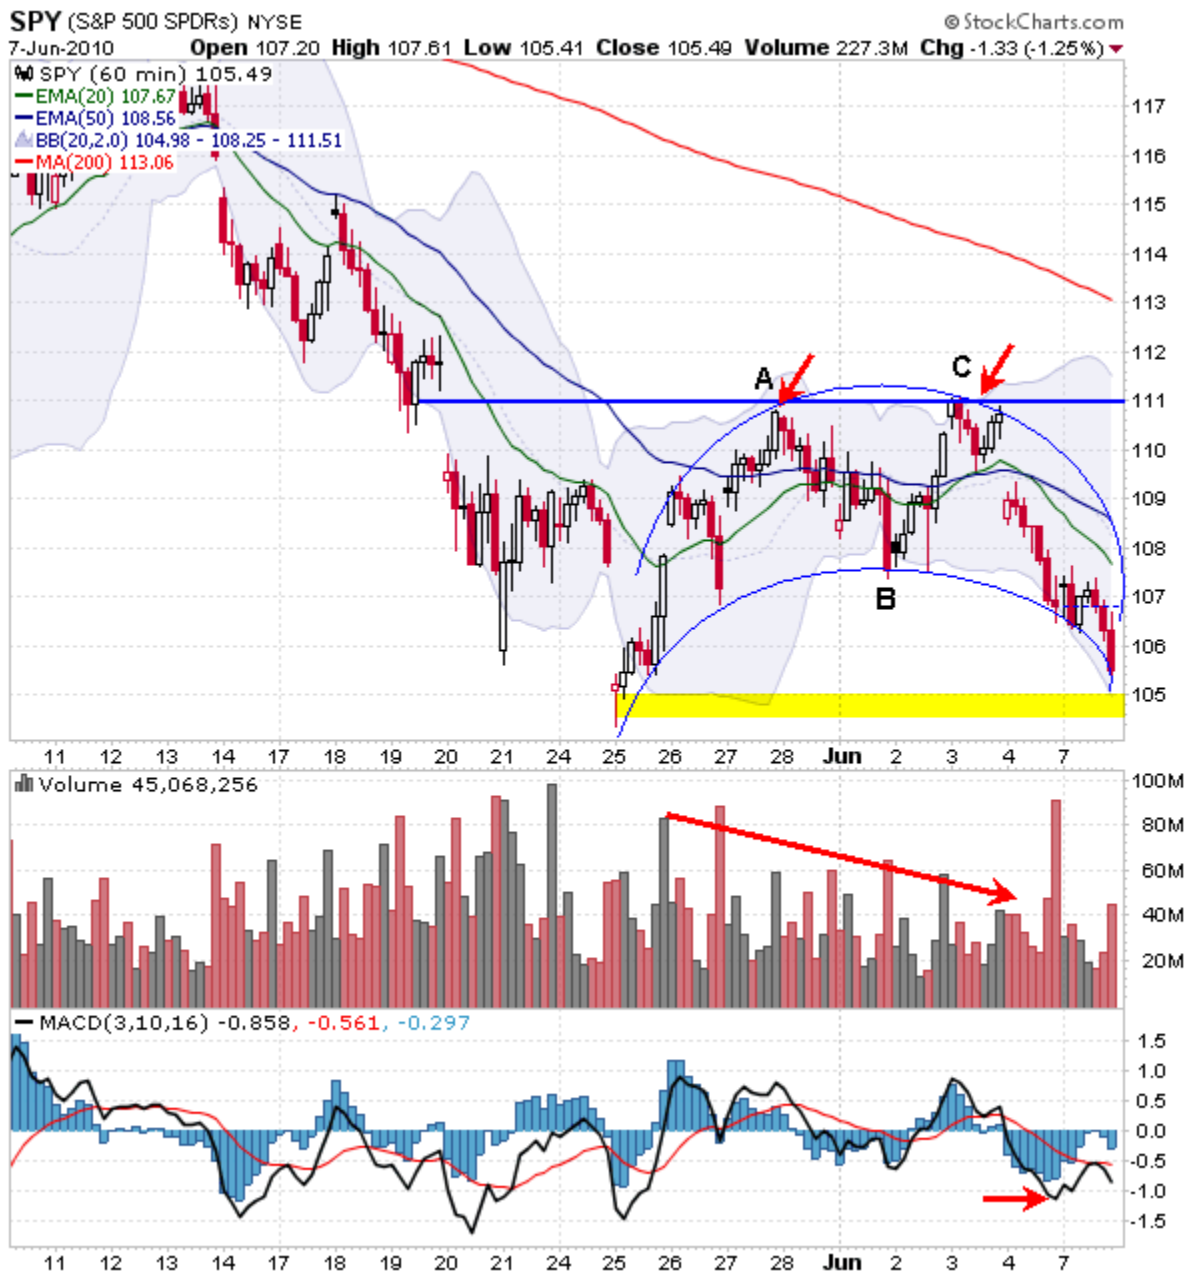 SPY (S&P 500 SPDRs) NYSE © StockCharts.com
7-Jun-2010 Open 107.20 High 107.61 Low 105.41 Close 105.49 Volume 227.3M Chg -1.33 (-1.25%)
SPY (60 min) 105.49
EMA(20) 107.67
EMA(50) 108.56
BB(20,2.0) 104.98 - 108.25 - 111.51
MA(200) 113.06
117
116
115
114
113
112
A
C
111
110
109
108
B
107
106
105
11 12 13 14 17 18 19 20 21 24 25 26 27 28 Jun 2 3 4 7
Volume 45,068,256
100M
80M
60M
40M
20M
MACD(3,10,16) -0.858, -0.561, -0.297
1.5
1.0
0.5
0.0
-0.5
-1.0
-1.5
11 12 13 14 17 18 19 20 21 24 25 26 27 28 Jun 2 3 4 7